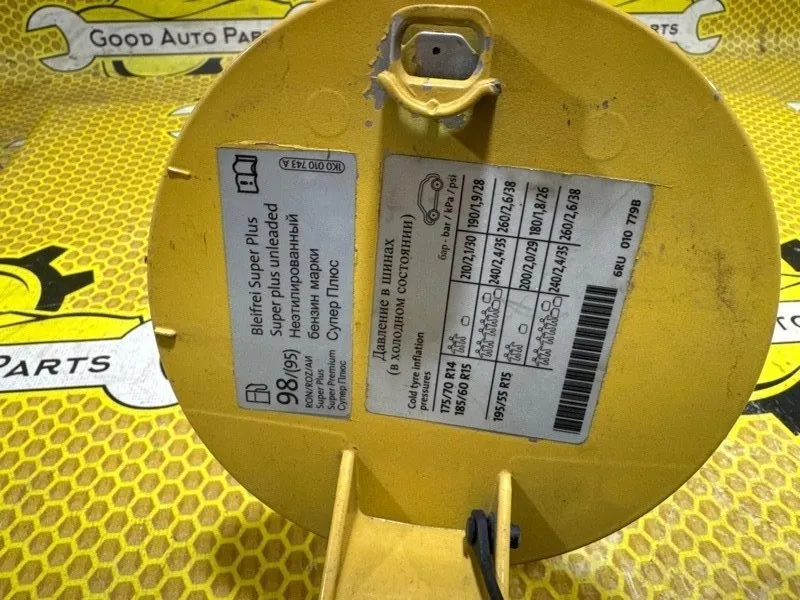 GOOD AUTO PARTS
PARTS
1K0 010 743 A
Bleifrei Super Plus
Super plus unleaded
Неэтилированный
бензин марки
Супер Плюс
98/(95)
RON/ROZ/АИ
Super Plus
Super Premium
Супер Плюс
Давление в шинах
(в холодном состоянии)
Cold tyre inflation
pressures
бар - bar / kPa / psi
175/70 R14
185/60 R15
210/2,1/30 190/1,9/28
240/2,4/35 260/2,6/38
195/55 R15
200/2,0/29 180/1,8/26
240/2,4/35 260/2,6/38
6RU 010 779B